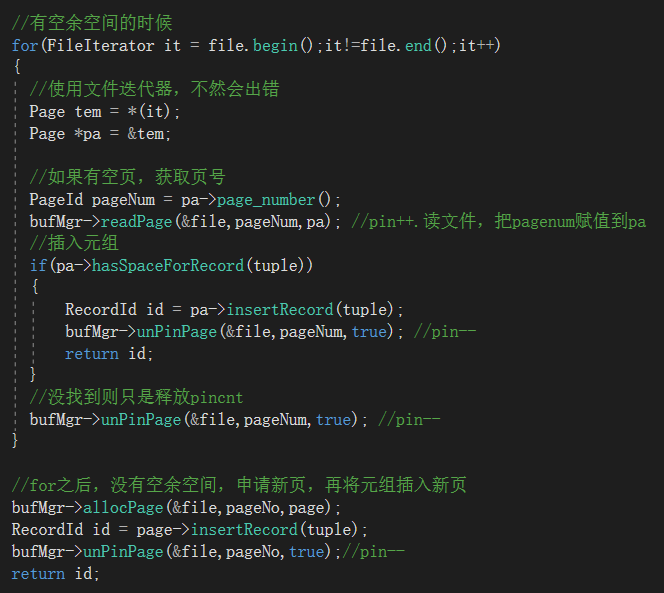 //有空余空间的时候
for(FileIterator it = file.begin();it!=file.end();it++)
{
//使用文件迭代器，不然会出错
Page tem = *(it);
Page *pa = &tem;
//如果有空页，获取页号
PageId pageNum = pa->page_number();
bufMgr->readPage(&file,pageNum,pa); //pin++.读文件，把pagenum赋值到pa
//插入元组
if(pa->hasSpaceForRecord(tuple))
{
RecordId id = pa->insertRecord(tuple);
bufMgr->unPinPage(&file,pageNum,true); //pin--
return id;
}
//没找到则只是释放pincnt
bufMgr->unPinPage(&file,pageNum,true); //pin--
}
//for之后，没有空余空间，申请新页，再将元组插入新页
bufMgr->allocPage(&file,pageNo,page);
RecordId id = page->insertRecord(tuple);
bufMgr->unPinPage(&file,pageNo,true);//pin--
return id;